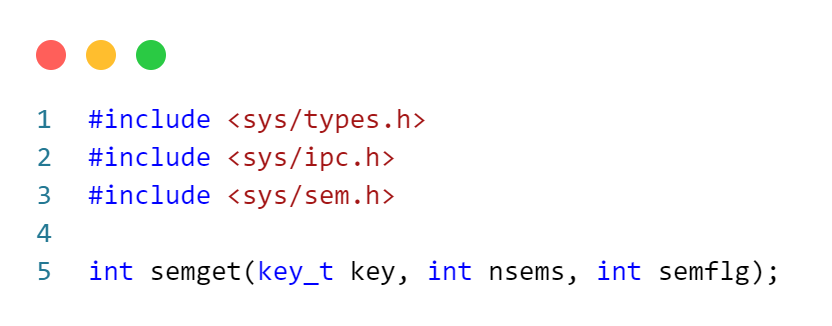 1 #include <sys/types.h>
2 #include <sys/ipc.h>
3 #include <sys/sem.h>
4
5 int semget(key_t key, int nsems, int semflg);